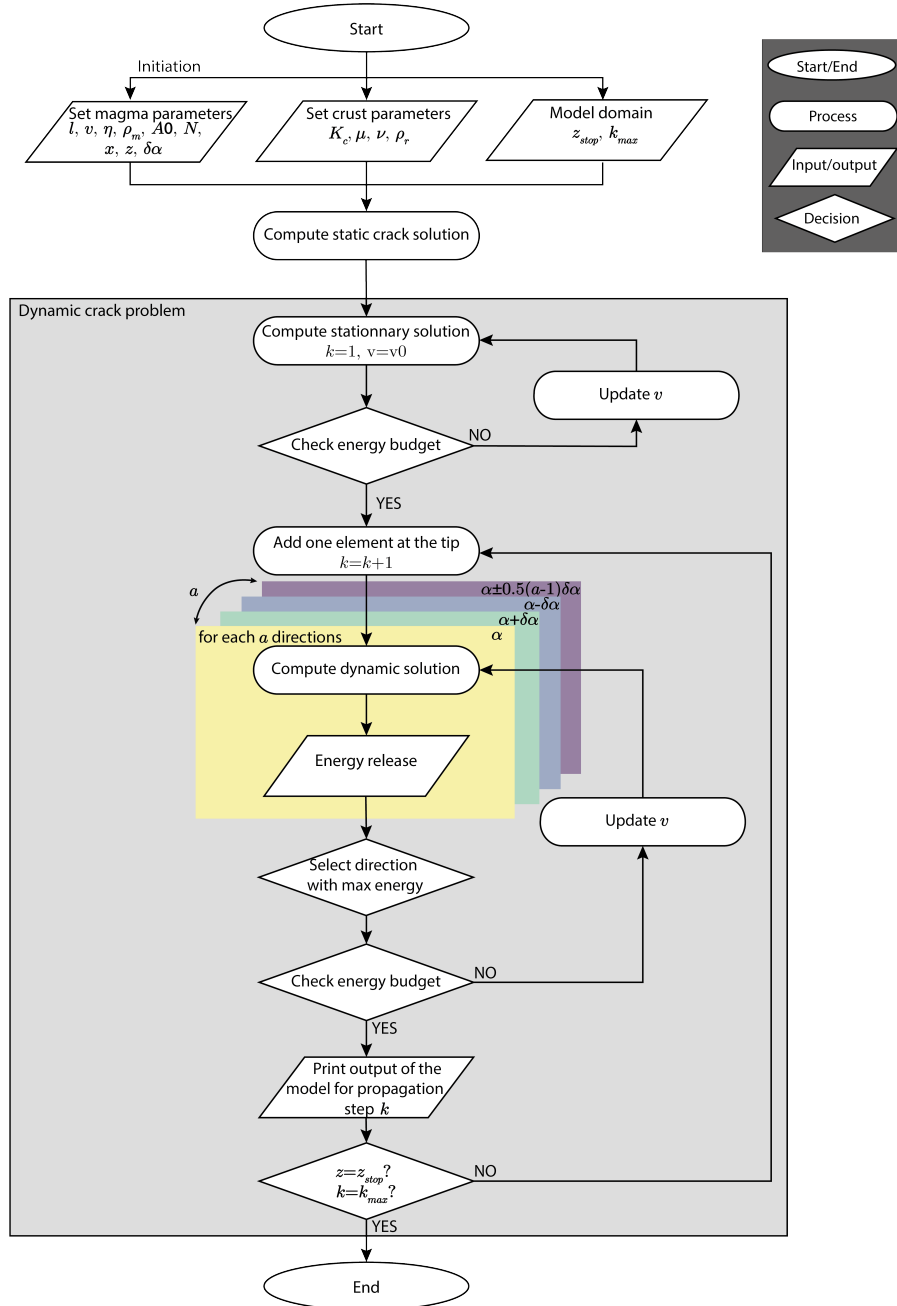 Start
Initiation
Set magma parameters
l, v, η, ρm, A0, N,
x, z, δα
Set crust parameters
Kc, μ, ν, ρr
Model domain
zstop, kmax
Start/End
Process
Input/output
Decision
Compute static crack solution
Dynamic crack problem
Compute stationnary solution
k=1, v=v0
Update v
Check energy budget
NO
YES
Add one element at the tip
k=k+1
a
α±0.5(a-1)δα
α-δα
α+δα
α
for each a directions
Compute dynamic solution
Energy release
Update v
Select direction
with max energy
Check energy budget
NO
YES
Print output of the
model for propagation
step k
z=zstop?
k=kmax?
NO
YES
End